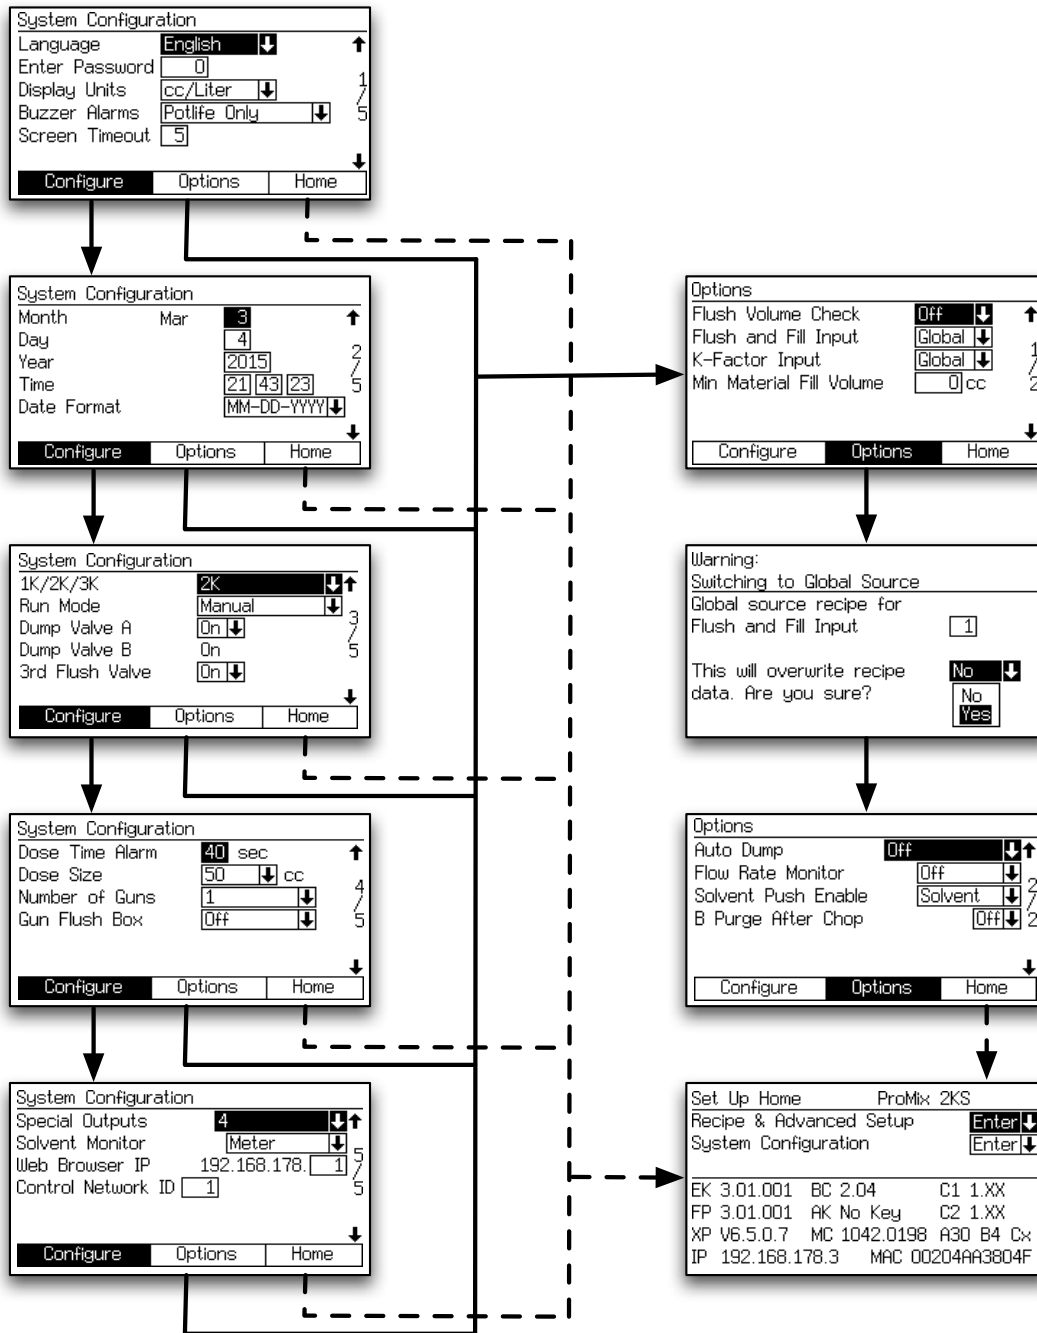 System Configuration
Language English
Enter Password 0
Display Units cc/Liter
Buzzer Alarms Potlife Only
Screen Timeout 5
1/5
Configure Options Home
System Configuration
Month Mar 3
Day 4
Year 2015
Time 21 43 23
Date Format MM-DD-YYYY
2/5
Configure Options Home
System Configuration
1K/2K/3K 2K
Run Mode Manual
Dump Valve A On
Dump Valve B On
3rd Flush Valve On
3/5
Configure Options Home
System Configuration
Dose Time Alarm 40 sec
Dose Size 50 cc
Number of Guns 1
Gun Flush Box Off
4/5
Configure Options Home
System Configuration
Special Outputs 4
Solvent Monitor Meter
Web Browser IP 192.168.178. 1
Control Network ID 1
5/5
Configure Options Home
Options
Flush Volume Check Off
Flush and Fill Input Global
K-Factor Input Global
Min Material Fill Volume 0 cc
1/2
Configure Options Home
Warning:
Switching to Global Source
Global source recipe for
Flush and Fill Input 1
This will overwrite recipe No
data. Are you sure? No
Yes
Options
Auto Dump Off
Flow Rate Monitor Off
Solvent Push Enable Solvent
B Purge After Chop Off
2/2
Configure Options Home
Set Up Home ProMix 2KS
Recipe & Advanced Setup Enter
System Configuration Enter
EK 3.01.001 BC 2.04 C1 1.XX
FP 3.01.001 AK No Key C2 1.XX
XP V6.5.0.7 MC 1042.0198 A30 B4 Cx
IP 192.168.178.3 MAC 00204AA3804F